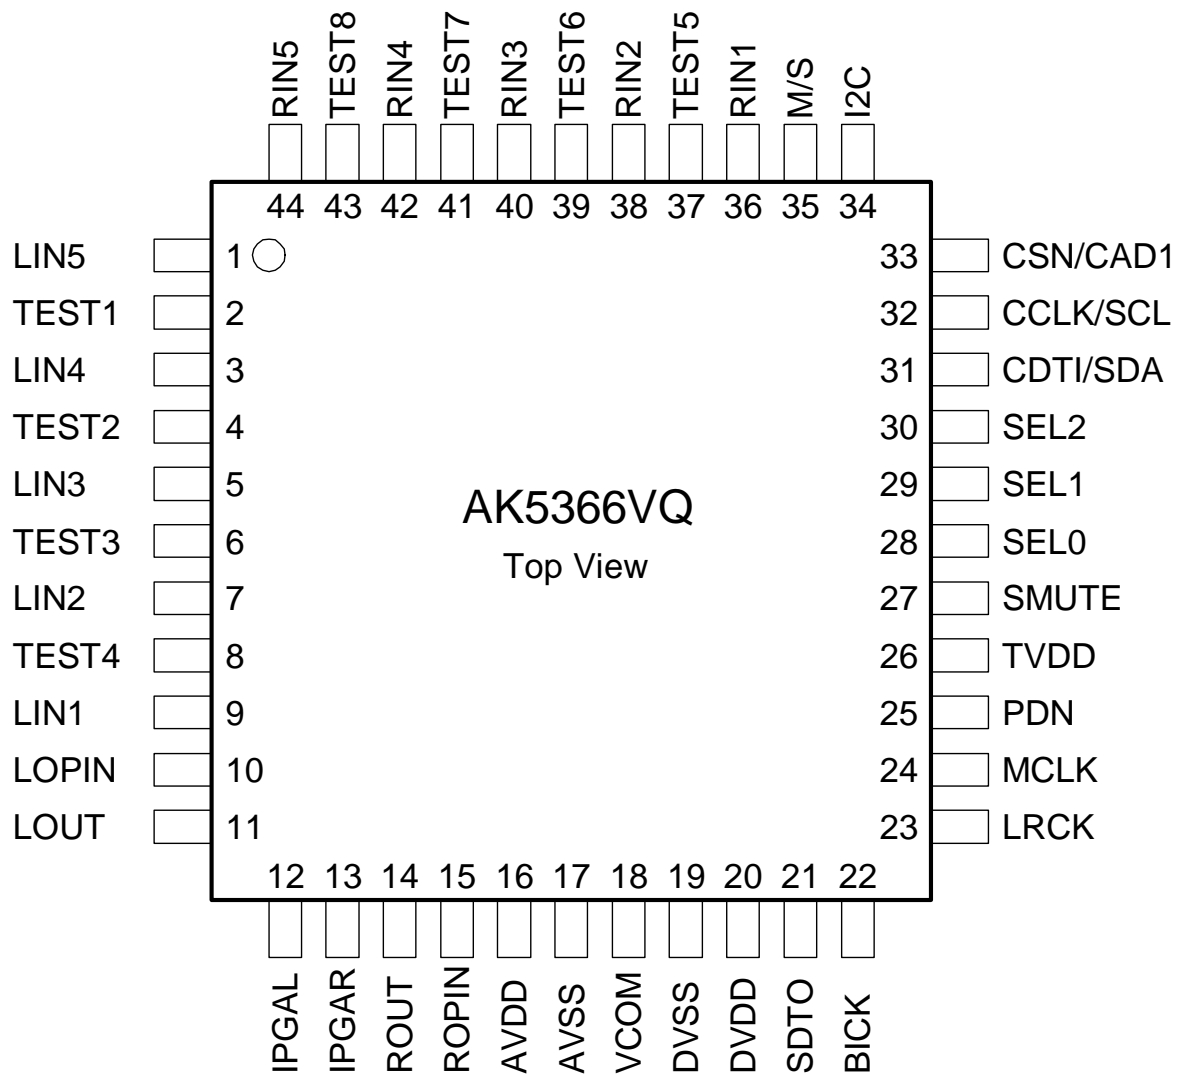 RIN5 TEST8 RIN4 TEST7 RIN3 TEST6 RIN2 TEST5 RIN1 M/S I2C
44 43 42 41 40 39 38 37 36 35 34
LIN5 1 33 CSN/CAD1
TEST1 2 32 CCLK/SCL
LIN4 3 31 CDTI/SDA
TEST2 4 30 SEL2
LIN3 5 29 SEL1
AK5366VQ
TEST3 6 28 SEL0
Top View
LIN2 7 27 SMUTE
TEST4 8 26 TVDD
LIN1 9 25 PDN
LOPIN 10 24 MCLK
LOUT 11 23 LRCK
12 13 14 15 16 17 18 19 20 21 22
IPGAL IPGAR ROUT ROPIN AVDD AVSS VCOM DVSS DVDD SDTO BICK